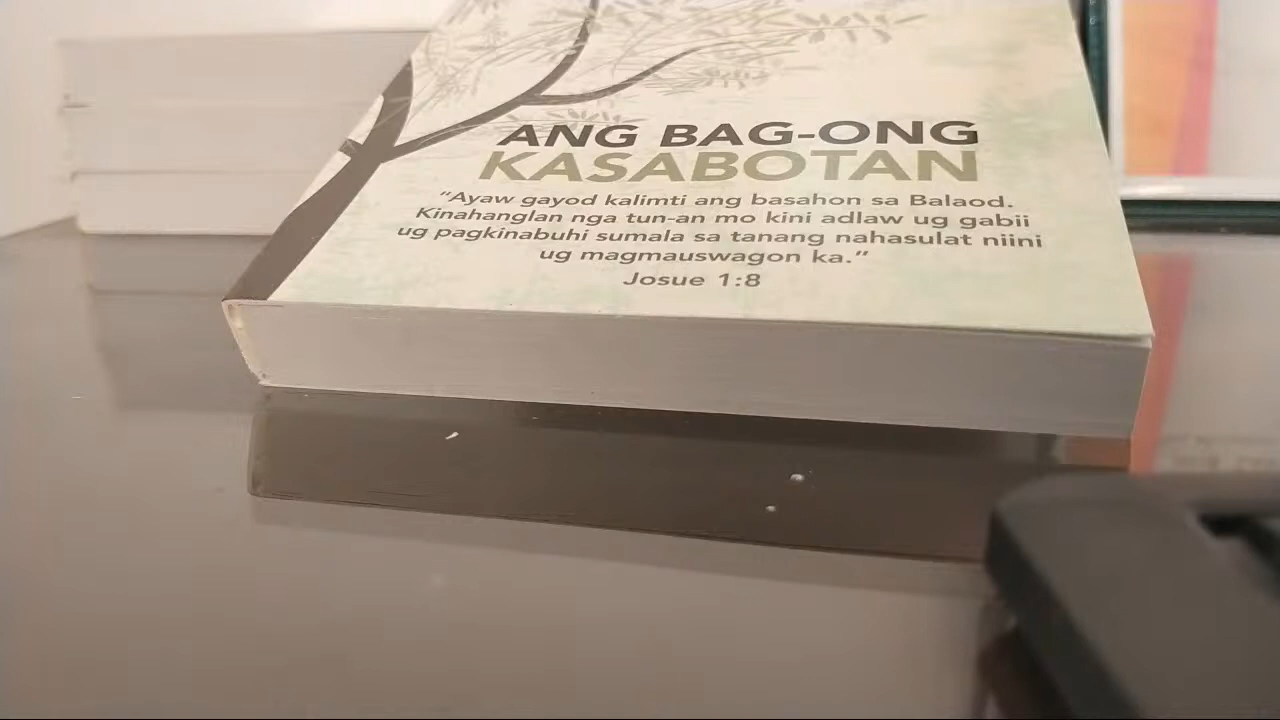 ANG BAG-ONG
KASABOTAN
“Ayaw gayod kalimti ang basahon sa Balaod.
Kinahanglan nga tun-an mo kini adlaw ug gabii
ug pagkinabuhi sumala sa tanang nahasulat niini
ug magmauswagon ka.”
Josue 1:8